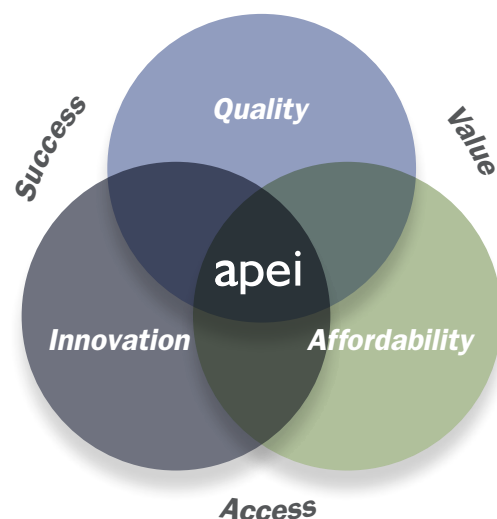 Quality
Success
Value
apei
Innovation
Affordability
Access